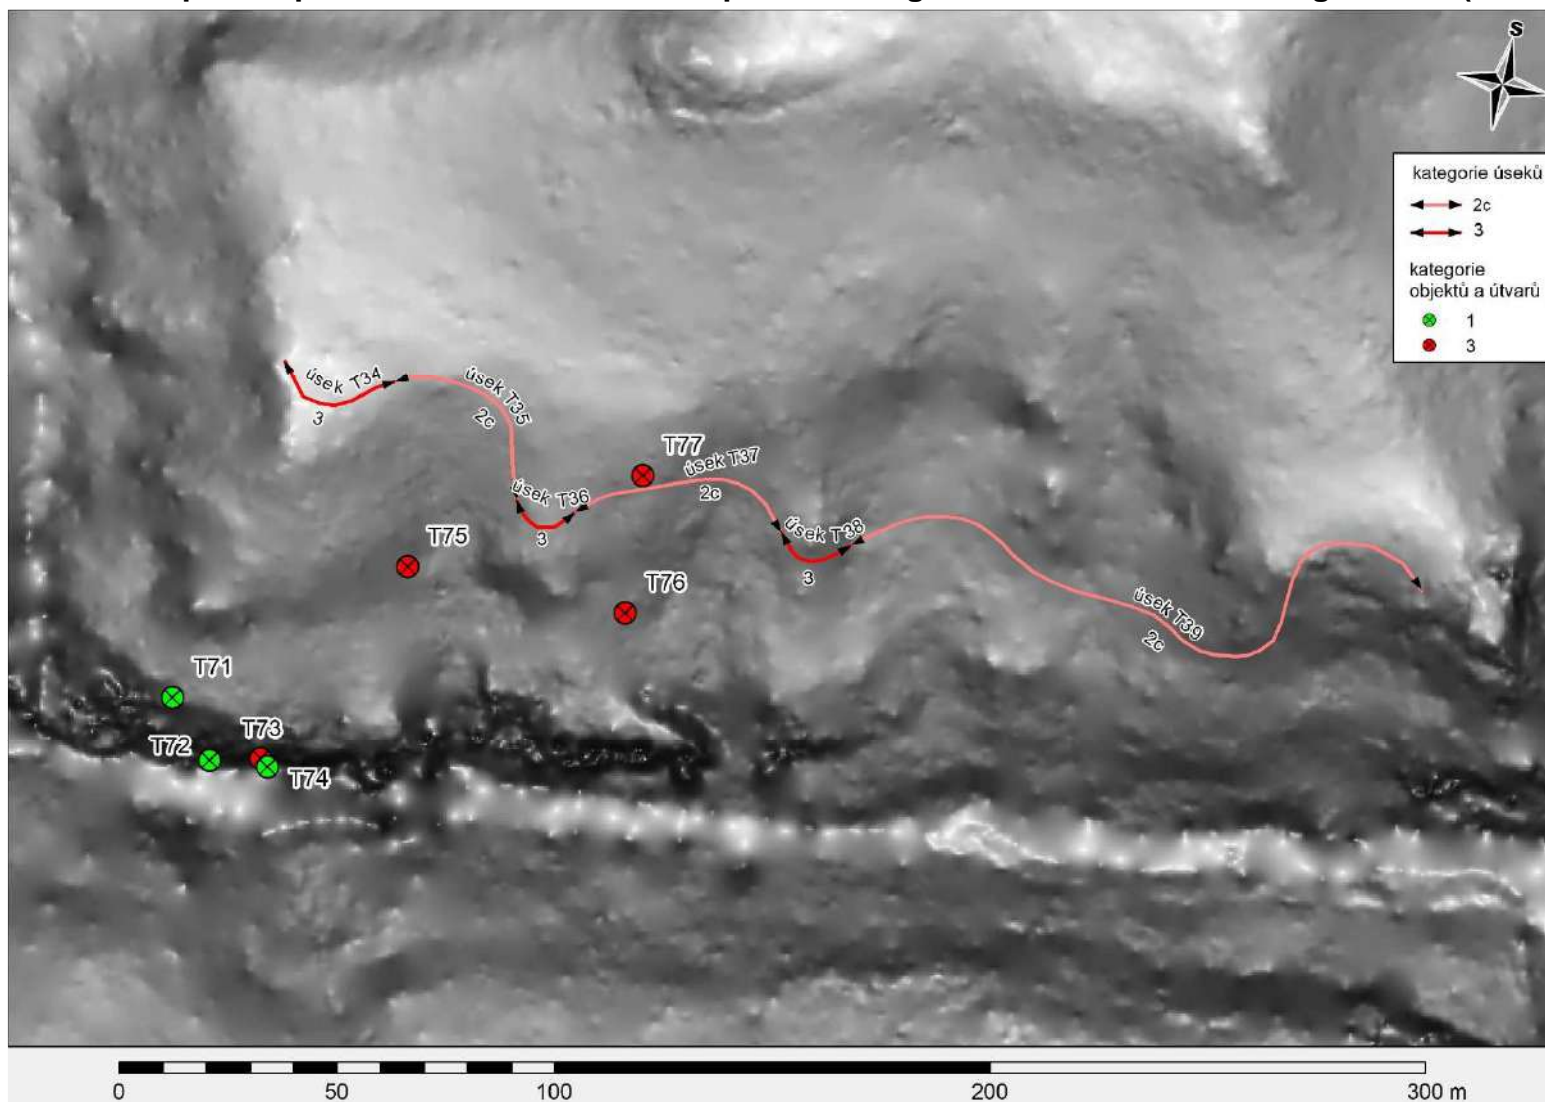 S
kategorie úseků
2c
3
kategorie
objektů a útvarů
1
3
úsek T34
3
úsek T35
2c
T77
úsek T37
2c
úsek T36
3
úsek T38
3
T75
T76
úsek T39
2c
T71
T72
T73
T74
0 50 100 200 300 m